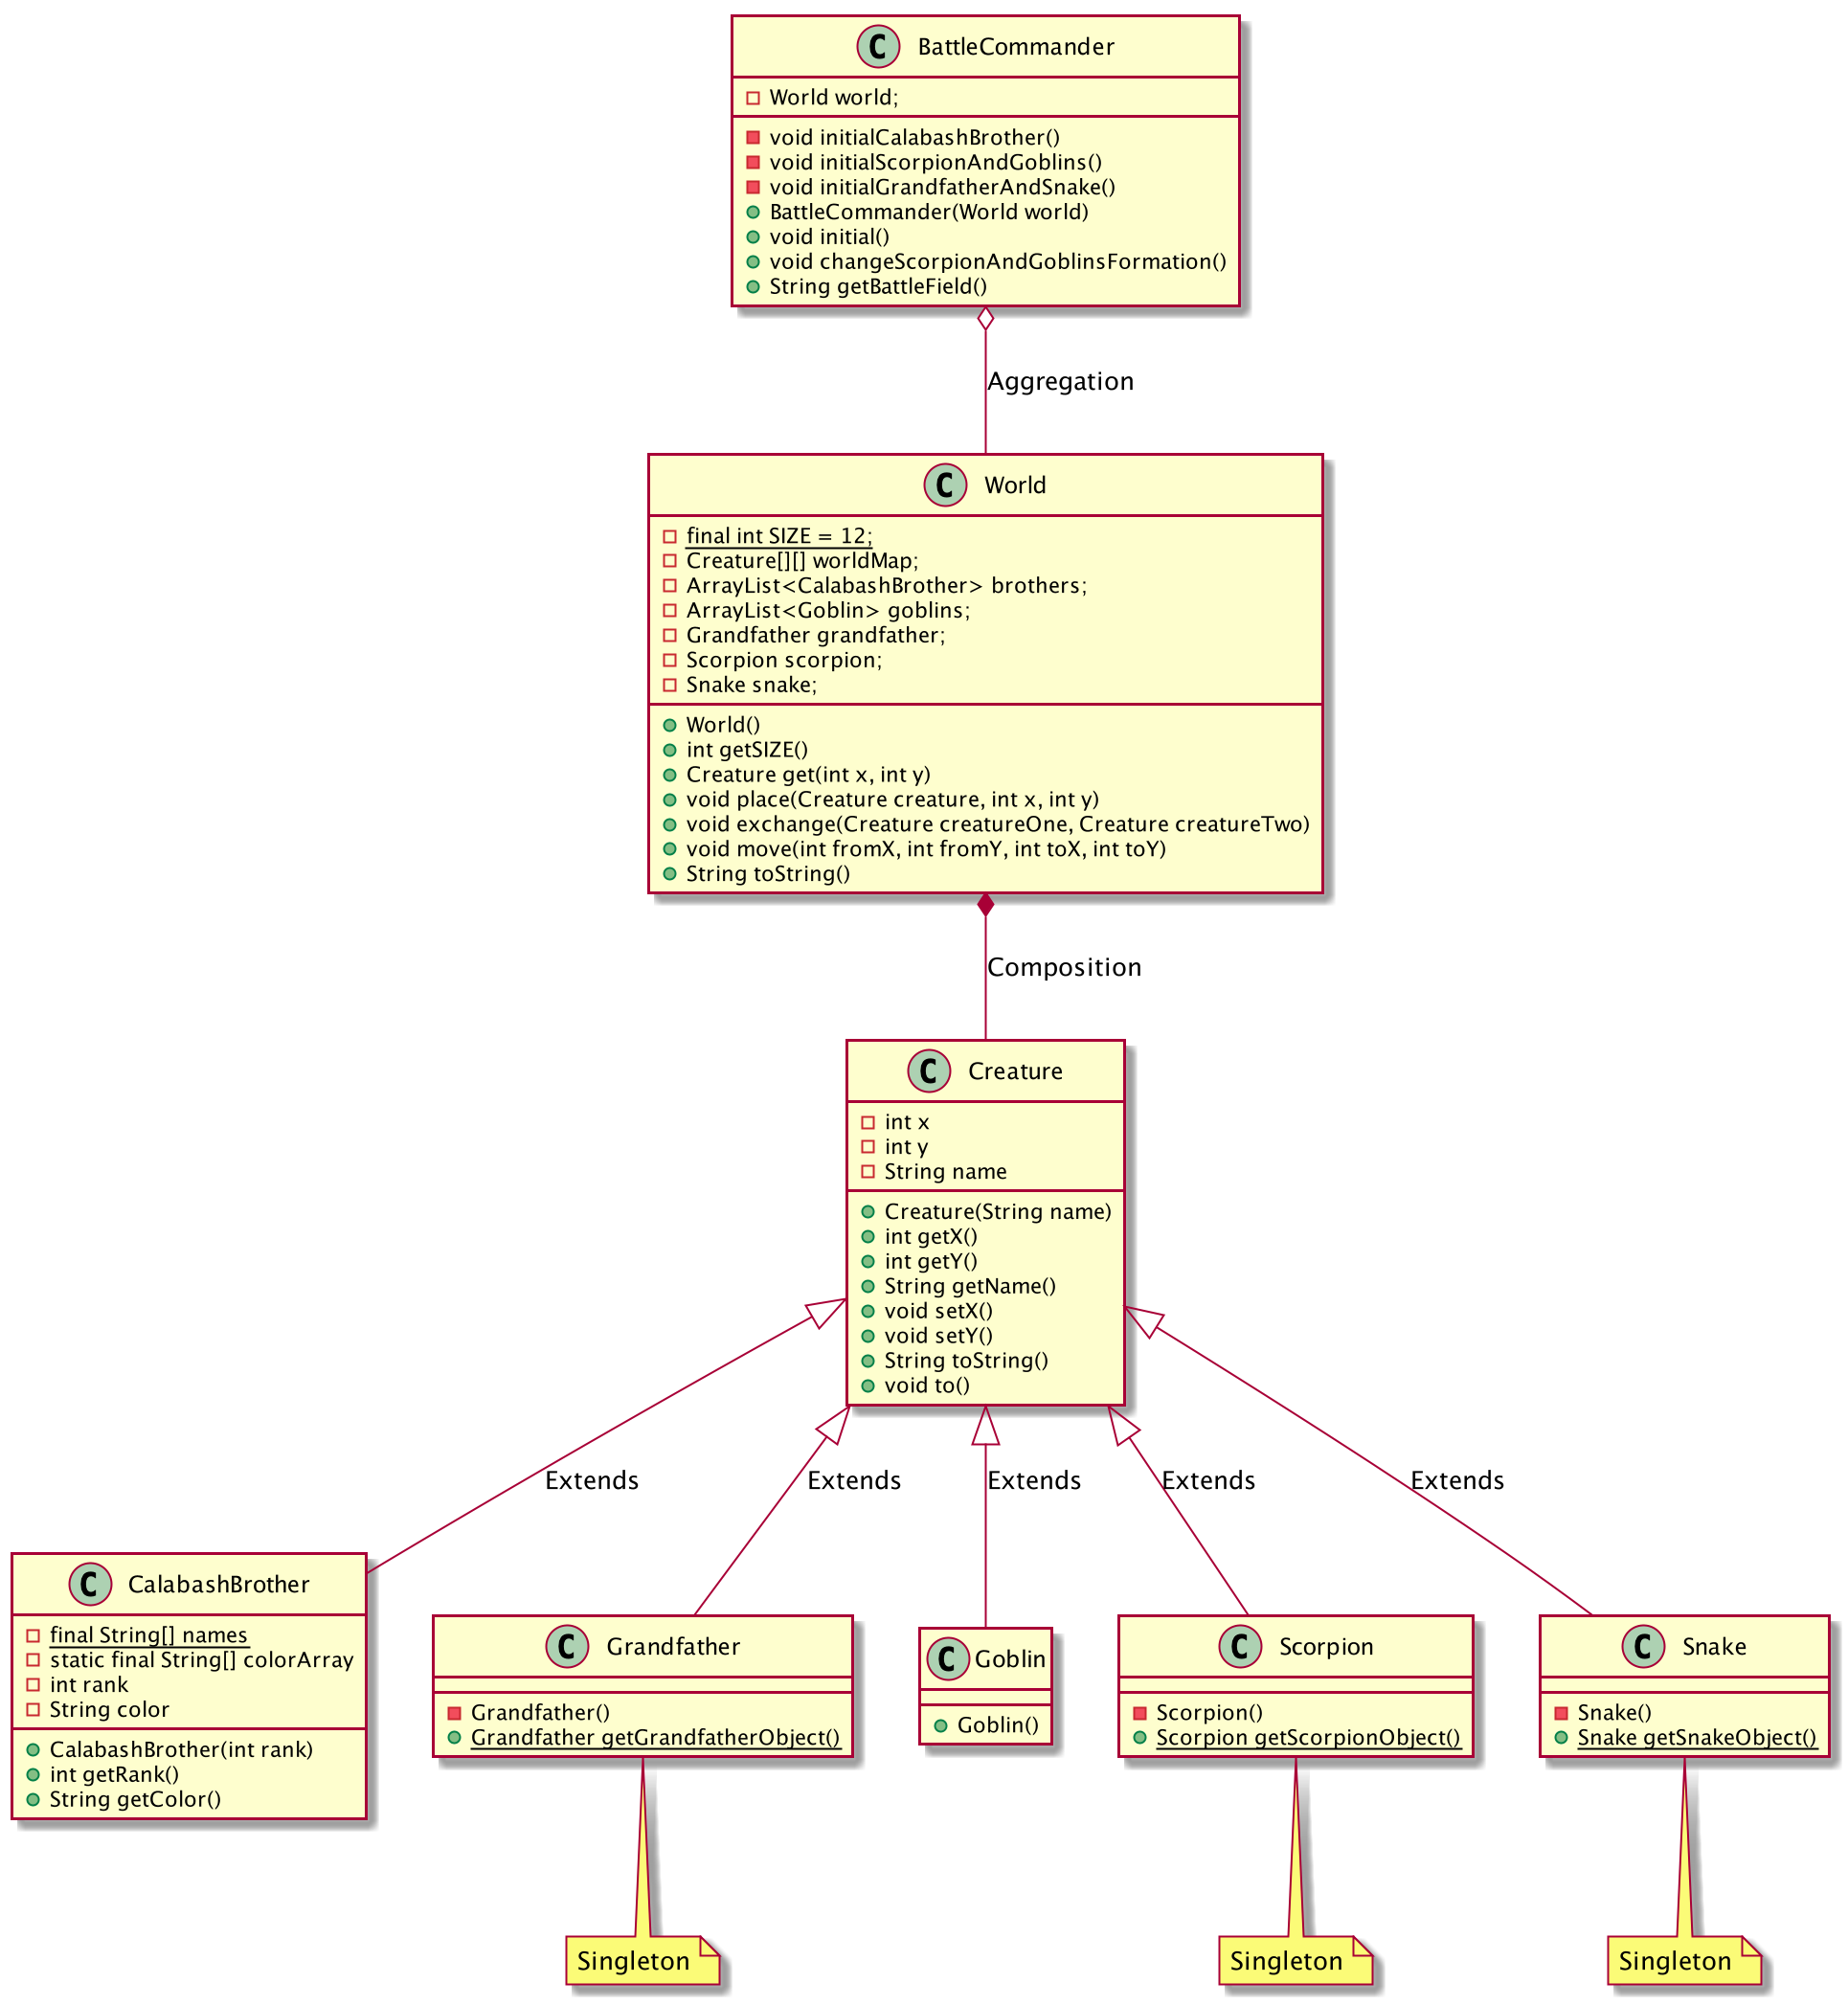 C BattleCommander
World world;
void initialCalabashBrother()
void initialScorpionAndGoblins()
void initialGrandfatherAndSnake()
BattleCommander(World world)
void initial()
void changeScorpionAndGoblinsFormation()
String getBattleField()
Aggregation
C World
final int SIZE = 12;
Creature[][] worldMap;
ArrayList<CalabashBrother> brothers;
ArrayList<Goblin> goblins;
Grandfather grandfather;
Scorpion scorpion;
Snake snake;
World()
int getSIZE()
Creature get(int x, int y)
void place(Creature creature, int x, int y)
void exchange(Creature creatureOne, Creature creatureTwo)
void move(int fromX, int fromY, int toX, int toY)
String toString()
Composition
C Creature
int x
int y
String name
Creature(String name)
int getX()
int getY()
String getName()
void setX()
void setY()
String toString()
void to()
Extends
Extends
Extends
Extends
Extends
C CalabashBrother
final String[] names
static final String[] colorArray
int rank
String color
CalabashBrother(int rank)
int getRank()
String getColor()
C Grandfather
Grandfather()
Grandfather getGrandfatherObject()
C Goblin
Goblin()
C Scorpion
Scorpion()
Scorpion getScorpionObject()
C Snake
Snake()
Snake getSnakeObject()
Singleton
Singleton
Singleton